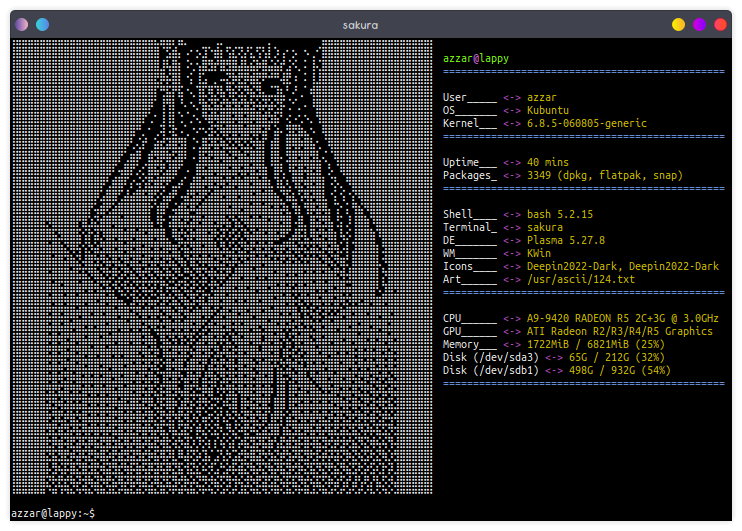 sakura
azzar@lappy
===============================================
User_____ <-> azzar
OS_______ <-> Kubuntu
Kernel___ <-> 6.8.5-060805-generic
===============================================
Uptime___ <-> 40 mins
Packages_ <-> 3349 (dpkg, flatpak, snap)
===============================================
Shell____ <-> bash 5.2.15
Terminal_ <-> sakura
DE_______ <-> Plasma 5.27.8
WM_______ <-> KWin
Icons____ <-> Deepin2022-Dark, Deepin2022-Dark
Art______ <-> /usr/ascii/124.txt
===============================================
CPU______ <-> A9-9420 RADEON R5 2C+3G @ 3.0GHz
GPU______ <-> ATI Radeon R2/R3/R4/R5 Graphics
Memory___ <-> 1722MiB / 6821MiB (25%)
Disk (/dev/sda3) <-> 65G / 212G (32%)
Disk (/dev/sdb1) <-> 498G / 932G (54%)
===============================================
azzar@lappy:~$